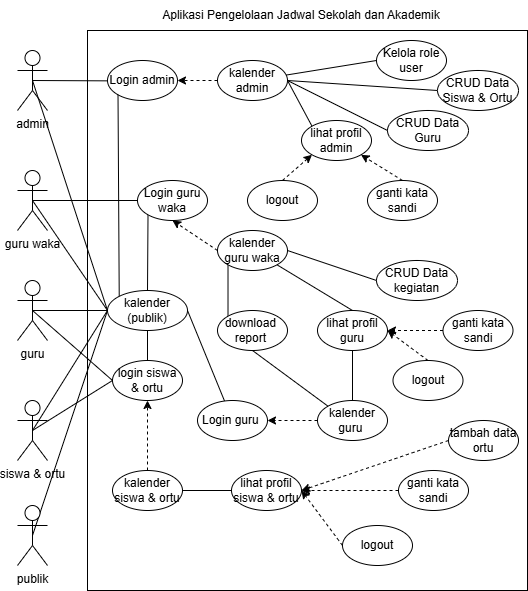 Aplikasi Pengelolaan Jadwal Sekolah dan Akademik
Kelola role
user
Login admin
kalender
admin
CRUD Data
Siswa & Ortu
admin
CRUD Data
Guru
lihat profil
admin
Login guru
waka
logout
ganti kata
sandi
guru waka
kalender
guru waka
CRUD Data
kegiatan
kalender
(publik)
download
report
lihat profil
guru
ganti kata
sandi
guru
login siswa
& ortu
logout
Login guru
kalender
guru
tambah data
ortu
siswa & ortu
kalender
siswa & ortu
lihat profil
siswa & ortu
ganti kata
sandi
logout
publik